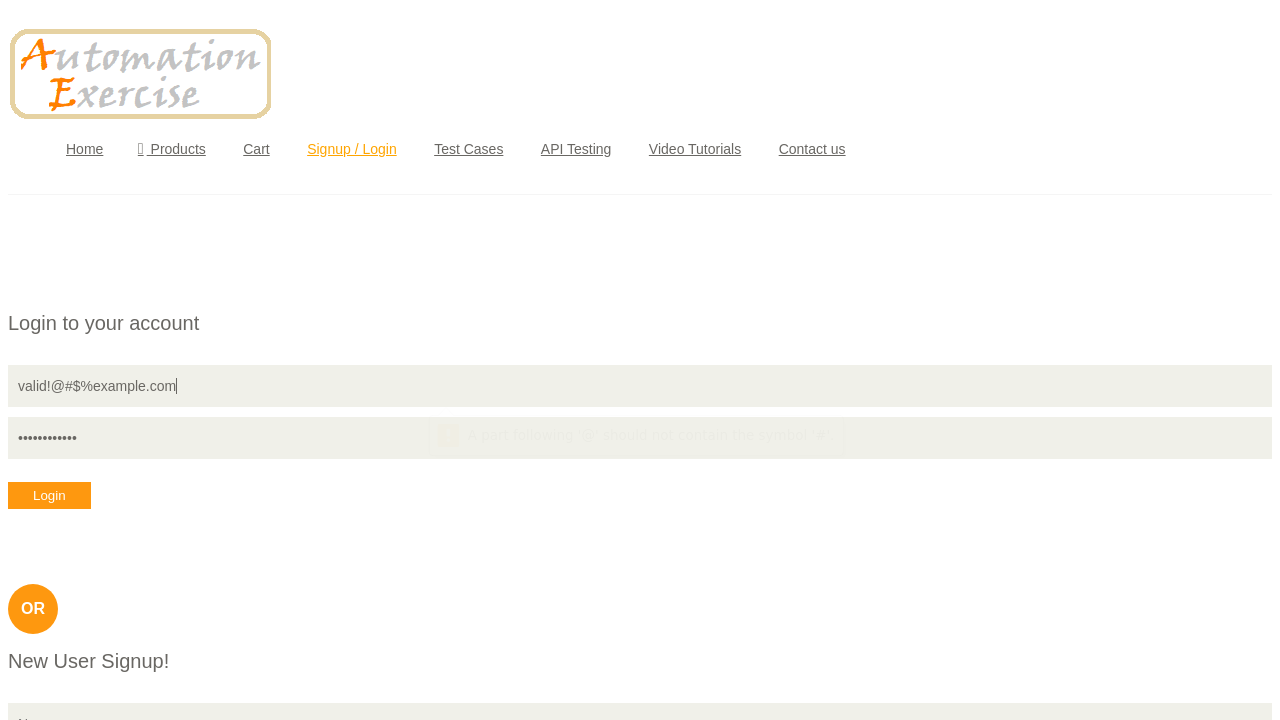 Automation
Exercise
Home Products Cart Signup / Login Test Cases API Testing Video Tutorials Contact us
Login to your account
valid!@#$%example.com
••••••••••••
A part following '@' should not contain the symbol '#'.
Login
OR
New User Signup!